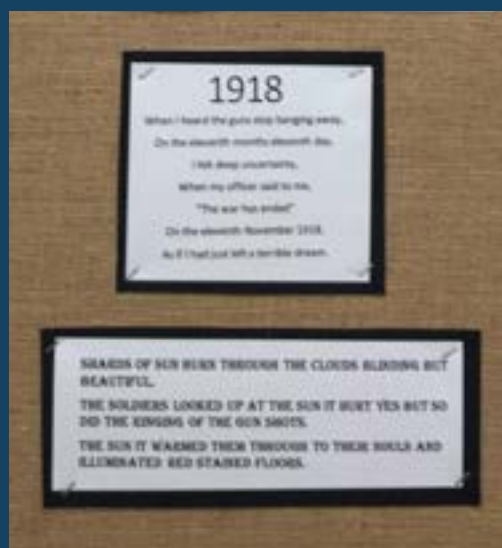 1918
When I heard the guns stop banging away,
On the eleventh months eleventh day,
I felt deep uncertainty,
When my officer said to me,
"The war has ended"
On the eleventh November 1918,
As if I had just left a terrible dream.
SHARDS OF SUN BURN THROUGH THE CLOUDS BLINDING BUT
BEAUTIFUL.
THE SOLDIERS LOOKED UP AT THE SUN IT HURT YES BUT SO
DID THE RINGING OF THE GUN SHOTS.
THE SUN IT WARMED THEM THROUGH TO THEIR SOULS AND
ILLUMINATED RED STAINED FLOORS.